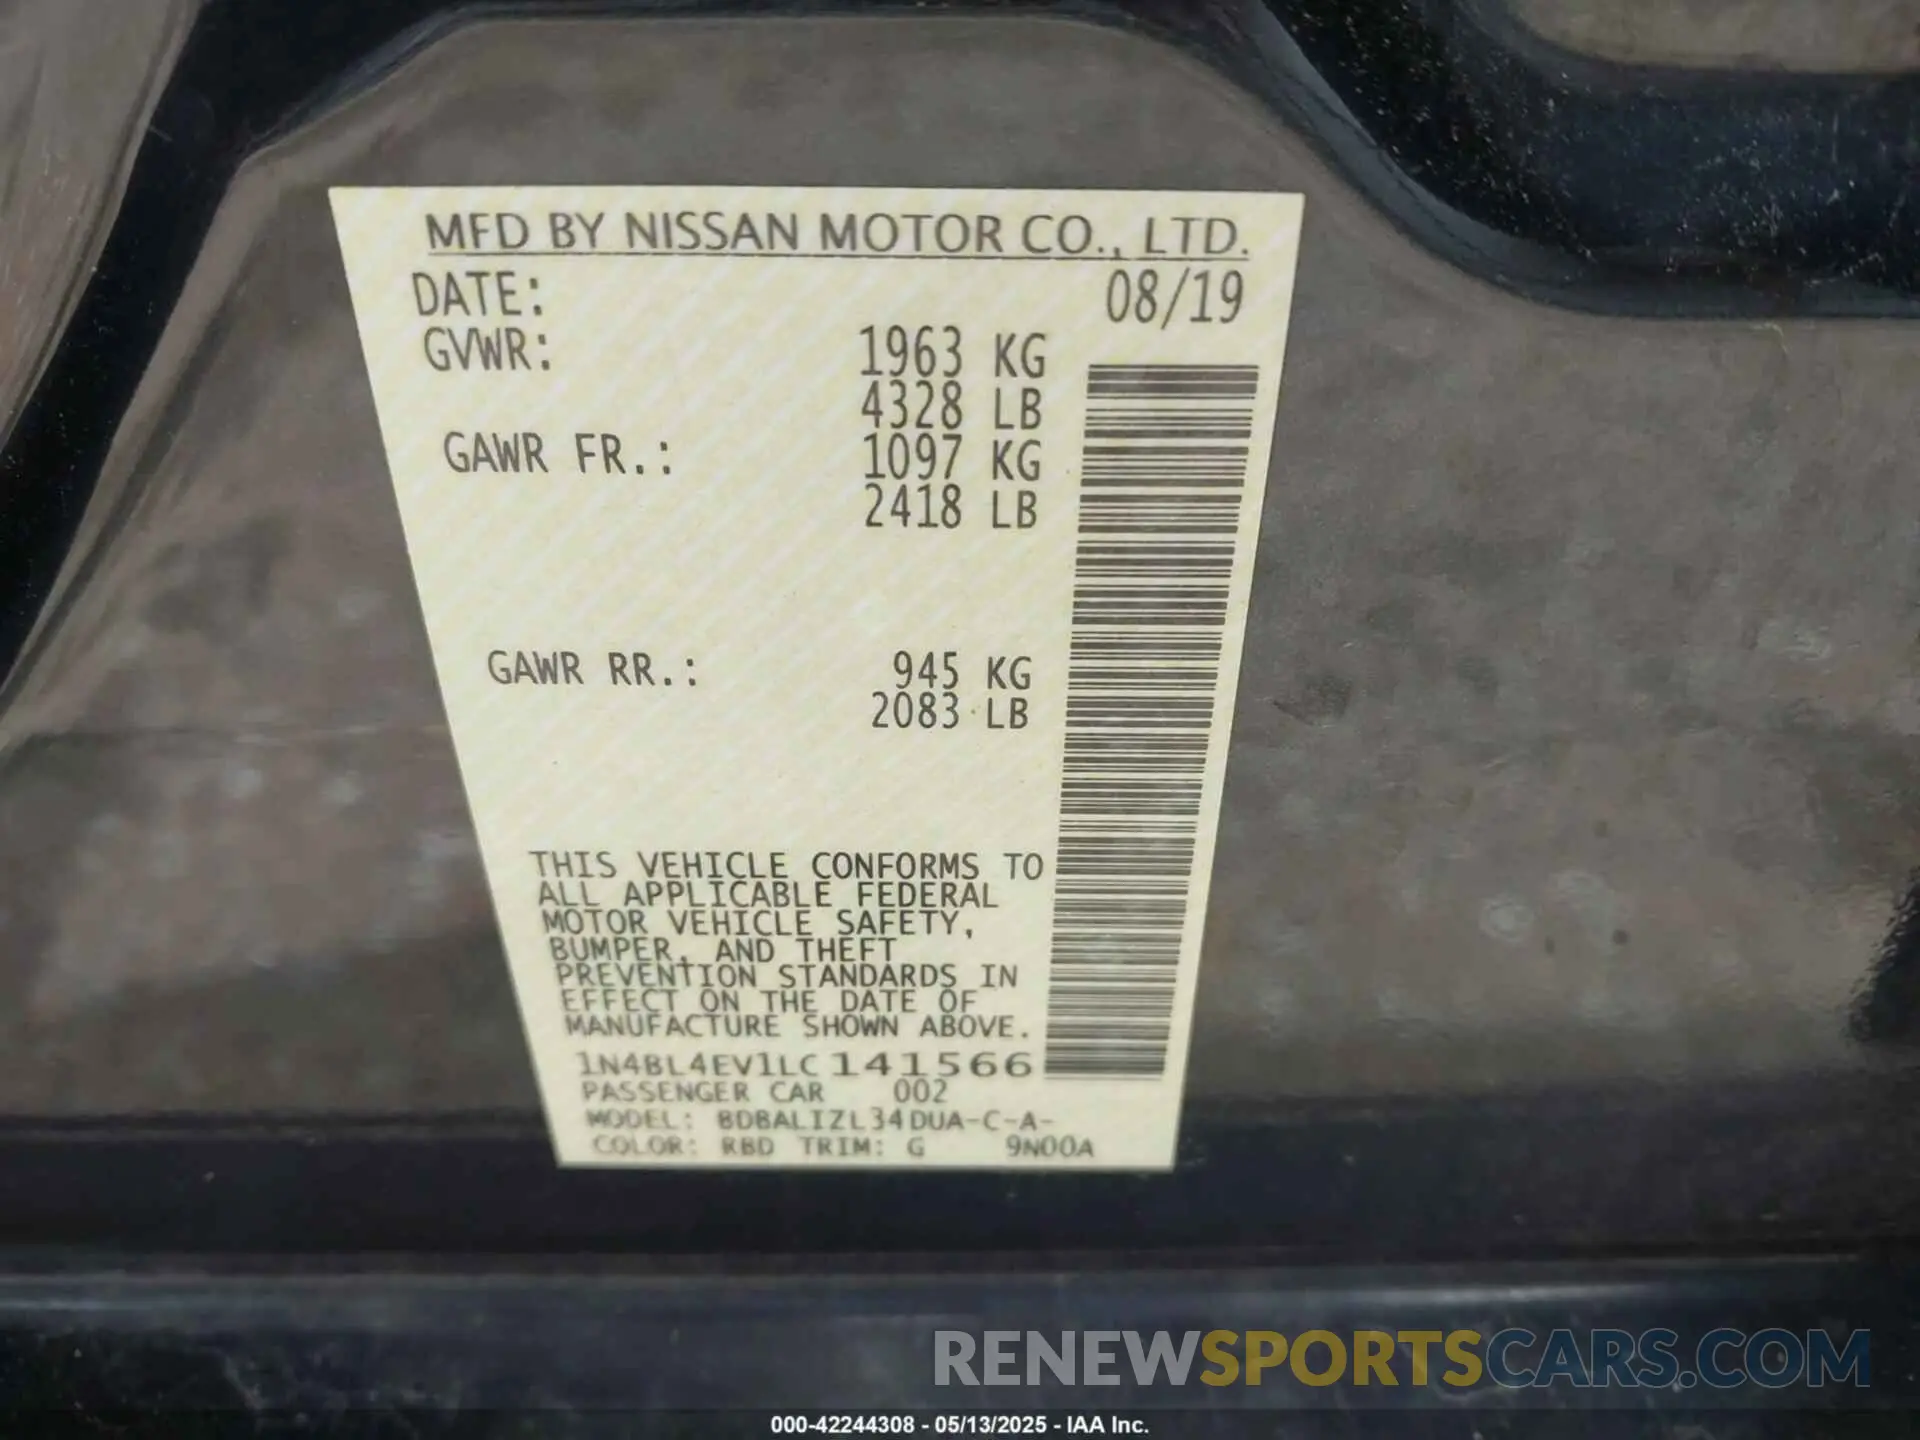 MFD BY NISSAN MOTOR CO., LTD.
DATE: 08/19
GVWR: 1963 KG
4328 LB
GAWR FR.: 1097 KG
2418 LB
GAWR RR.: 945 KG
2083 LB
THIS VEHICLE CONFORMS TO
ALL APPLICABLE FEDERAL
MOTOR VEHICLE SAFETY,
BUMPER, AND THEFT
PREVENTION STANDARDS IN
EFFECT ON THE DATE OF
MANUFACTURE SHOWN ABOVE.
1N4BL4EV1LC141566
PASSENGER CAR 002
MODEL: BDBALIZL34DUA-C-A-
COLOR: RBD TRIM: G 9N00A
RENEWSPORTSCARS.COM
000-42244308 - 05/13/2025 - IAA Inc.